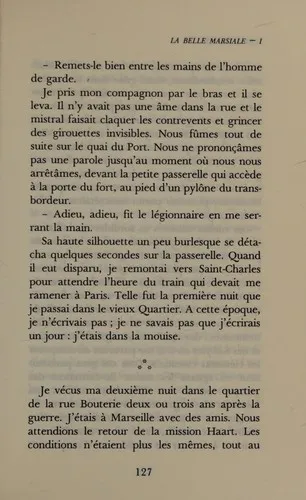 LA BELLE MARSIALE – 1
– Remets-le bien entre les mains de l'homme
de garde.
Je pris mon compagnon par le bras et il se
leva. Il n'y avait pas une âme dans la rue et le
mistral faisait claquer les contrevents et grincer
des girouettes invisibles. Nous fûmes tout de
suite sur le quai du Port. Nous ne prononçâmes
pas une parole jusqu'au moment où nous nous
arrêtâmes, devant la petite passerelle qui accède
à la porte du fort, au pied d'un pylône du trans-
bordeur.
– Adieu, adieu, fit le légionnaire en me ser-
rant la main.
Sa haute silhouette un peu burlesque se déta-
cha quelques secondes sur la passerelle. Quand
il eut disparu, je remontai vers Saint-Charles
pour attendre l'heure du train qui devait me
ramener à Paris. Telle fut la première nuit que
je passai dans le vieux Quartier. A cette époque,
je n'écrivais pas ; je ne savais pas que j'écrirais
un jour : j'étais dans la mouise.
Je vécus ma deuxième nuit dans le quartier
de la rue Bouterie deux ou trois ans après la
guerre. J'étais à Marseille avec des amis. Nous
attendions le retour de la mission Haart. Les
conditions n'étaient plus les mêmes, tout au
127